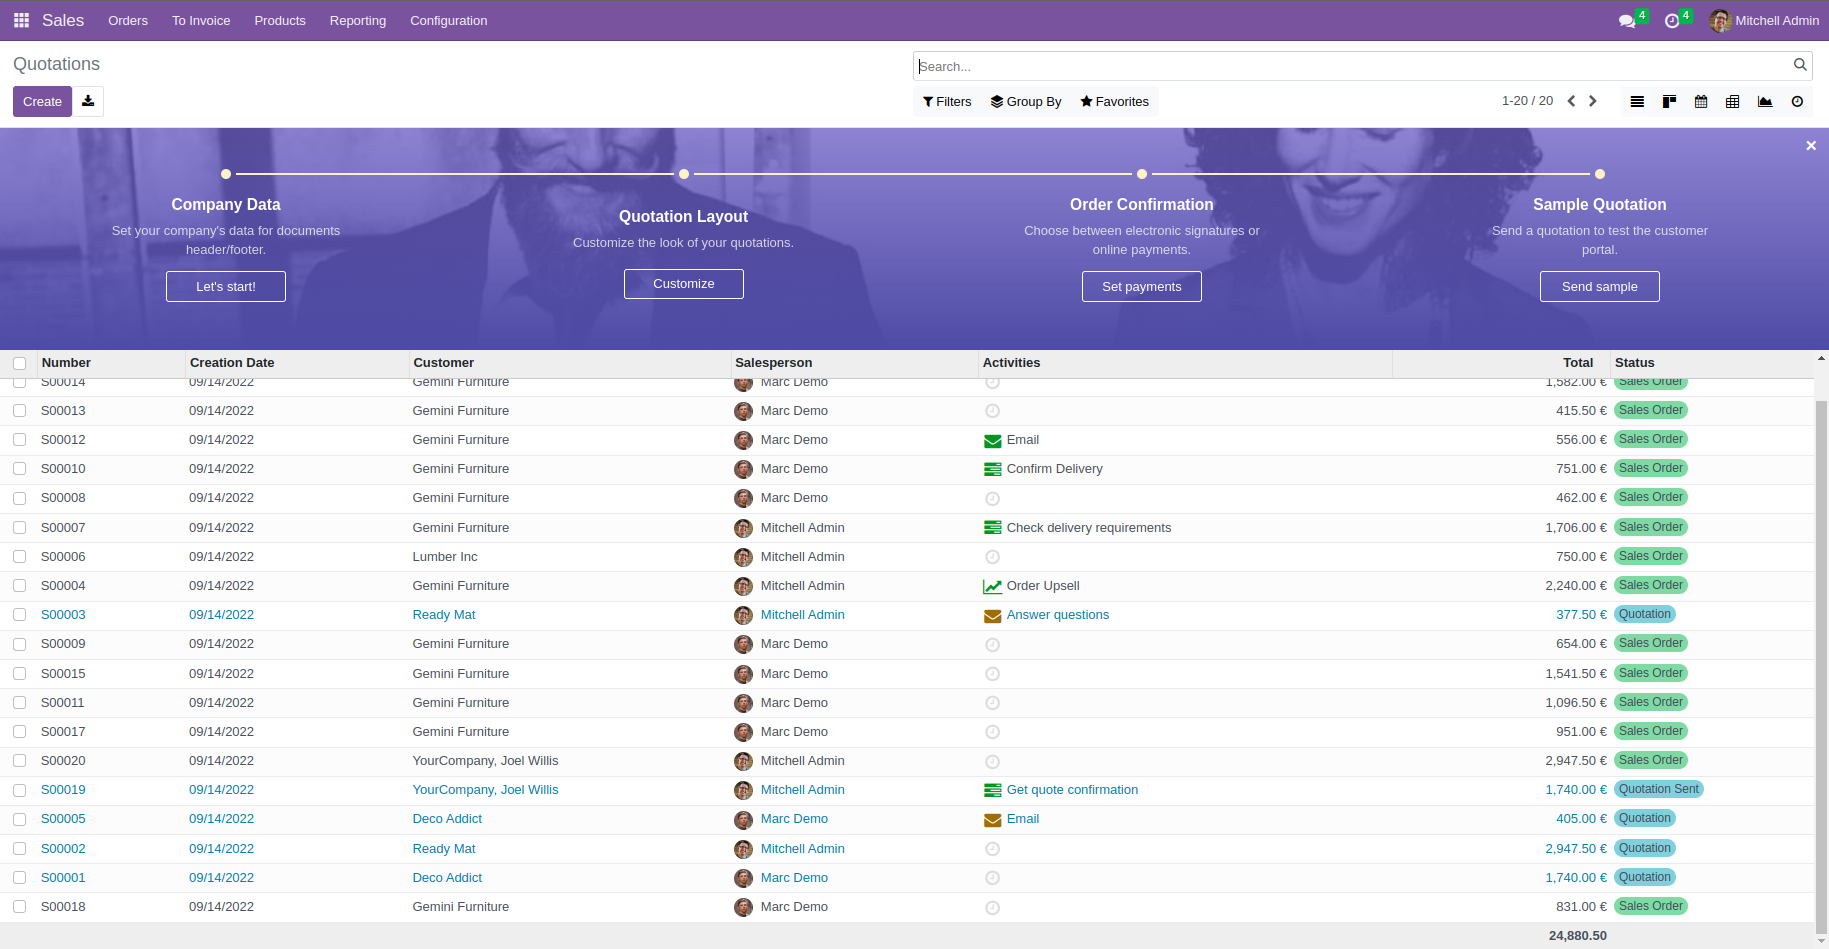 Sales Orders To Invoice Products Reporting Configuration 4 4 Mitchell Admin
Quotations
Search...
Create
Filters Group By Favorites 1-20 / 20
Company Data
Set your company's data for documents
header/footer.
Let's start!
Quotation Layout
Customize the look of your quotations.
Customize
Order Confirmation
Choose between electronic signatures or
online payments.
Set payments
Sample Quotation
Send a quotation to test the customer
portal.
Send sample
Number Creation Date Customer Salesperson Activities Total Status
S00014 09/14/2022 Gemini Furniture Marc Demo 1,582.00 € Sales Order
S00013 09/14/2022 Gemini Furniture Marc Demo 415.50 € Sales Order
S00012 09/14/2022 Gemini Furniture Marc Demo Email 556.00 € Sales Order
S00010 09/14/2022 Gemini Furniture Marc Demo Confirm Delivery 751.00 € Sales Order
S00008 09/14/2022 Gemini Furniture Marc Demo 462.00 € Sales Order
S00007 09/14/2022 Gemini Furniture Mitchell Admin Check delivery requirements 1,706.00 € Sales Order
S00006 09/14/2022 Lumber Inc Mitchell Admin 750.00 € Sales Order
S00004 09/14/2022 Gemini Furniture Mitchell Admin Order Upsell 2,240.00 € Sales Order
S00003 09/14/2022 Ready Mat Mitchell Admin Answer questions 377.50 € Quotation
S00009 09/14/2022 Gemini Furniture Marc Demo 654.00 € Sales Order
S00015 09/14/2022 Gemini Furniture Marc Demo 1,541.50 € Sales Order
S00011 09/14/2022 Gemini Furniture Marc Demo 1,096.50 € Sales Order
S00017 09/14/2022 Gemini Furniture Marc Demo 951.00 € Sales Order
S00020 09/14/2022 YourCompany, Joel Willis Mitchell Admin 2,947.50 € Sales Order
S00019 09/14/2022 YourCompany, Joel Willis Mitchell Admin Get quote confirmation 1,740.00 € Quotation Sent
S00005 09/14/2022 Deco Addict Marc Demo Email 405.00 € Quotation
S00002 09/14/2022 Ready Mat Mitchell Admin 2,947.50 € Quotation
S00001 09/14/2022 Deco Addict Marc Demo 1,740.00 € Quotation
S00018 09/14/2022 Gemini Furniture Marc Demo 831.00 € Sales Order
24,880.50